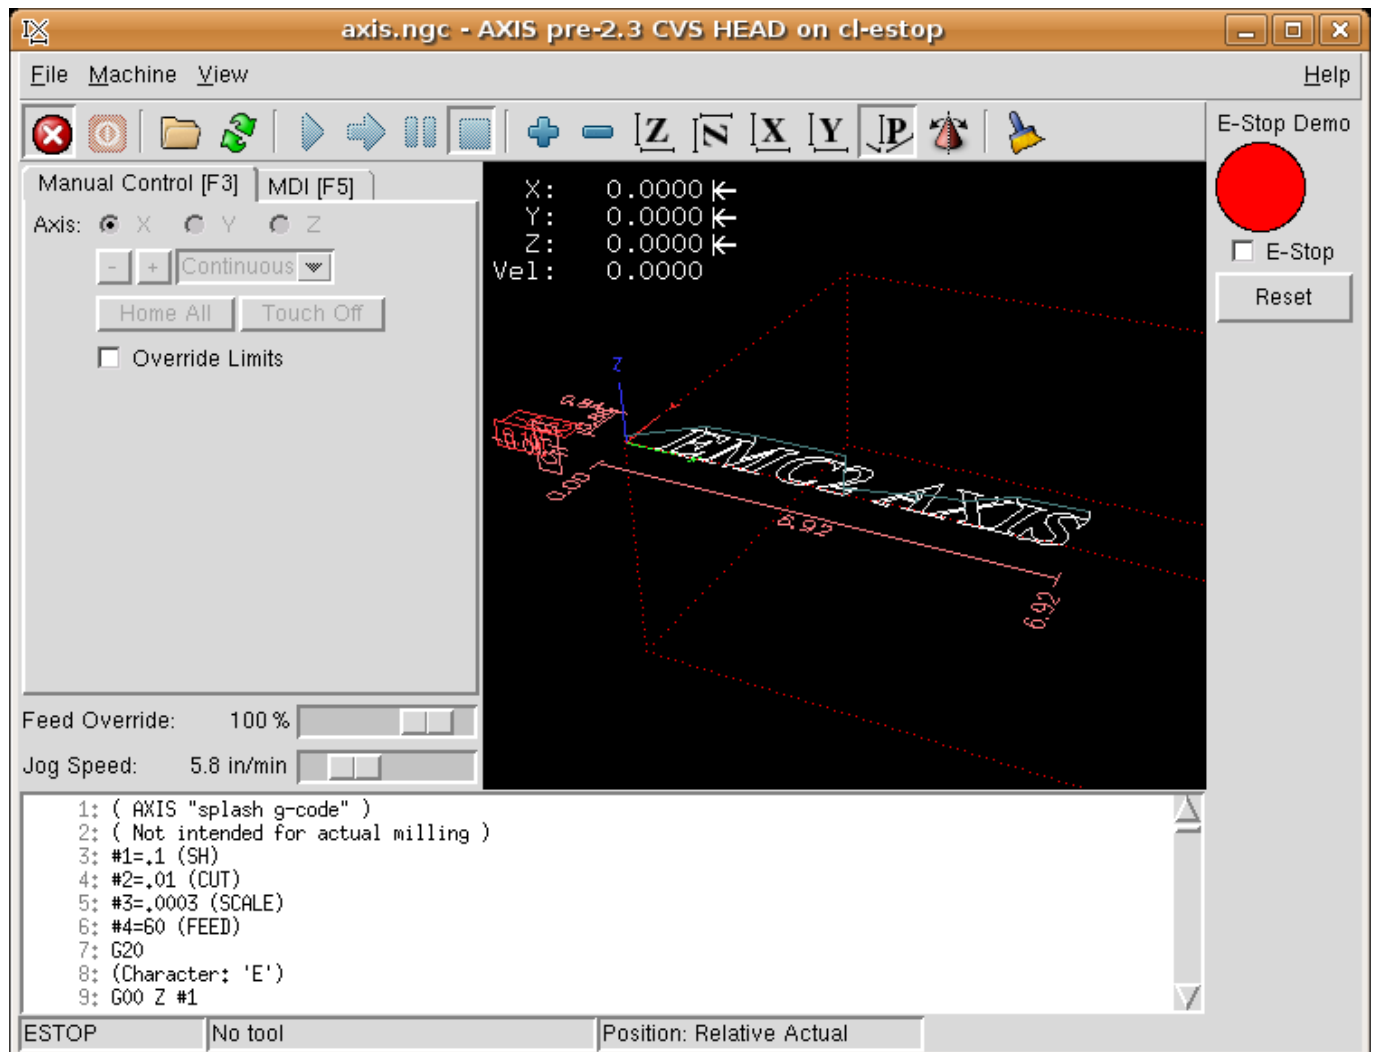 axis.ngc - AXIS pre-2.3 CVS HEAD on cl-estop
File Machine View Help
Z N X Y P
E-Stop Demo
E-Stop
Reset
Manual Control [F3] MDI [F5]
Axis: X Y Z
- + Continuous
Home All Touch Off
Override Limits
X: 0.0000
Y: 0.0000
Z: 0.0000
Vel: 0.0000
Z
EMC2 AXIS
0.00
6.92
6.92
Feed Override: 100 %
Jog Speed: 5.8 in/min
1: ( AXIS "splash g-code" )
2: ( Not intended for actual milling )
3: #1=.1 (SH)
4: #2=.01 (CUT)
5: #3=.0003 (SCALE)
6: #4=60 (FEED)
7: G20
8: (Character: 'E')
9: G00 Z #1
ESTOP No tool Position: Relative Actual